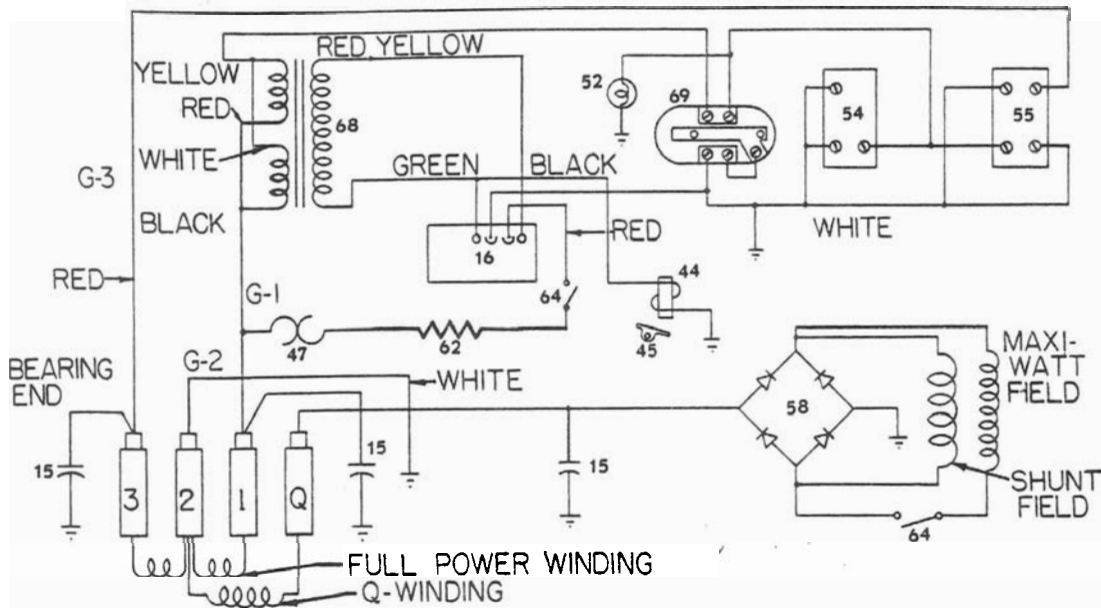 RED YELLOW
YELLOW
RED
68
52
69
54
55
WHITE
GREEN
BLACK
G-3
BLACK
WHITE
16
RED
RED
G-1
64
44
47
62
45
MAXI-
WATT
FIELD
G-2
WHITE
BEARING
END
58
15
15
15
3
2
1
Q
SHUNT
FIELD
64
FULL POWER WINDING
Q-WINDING